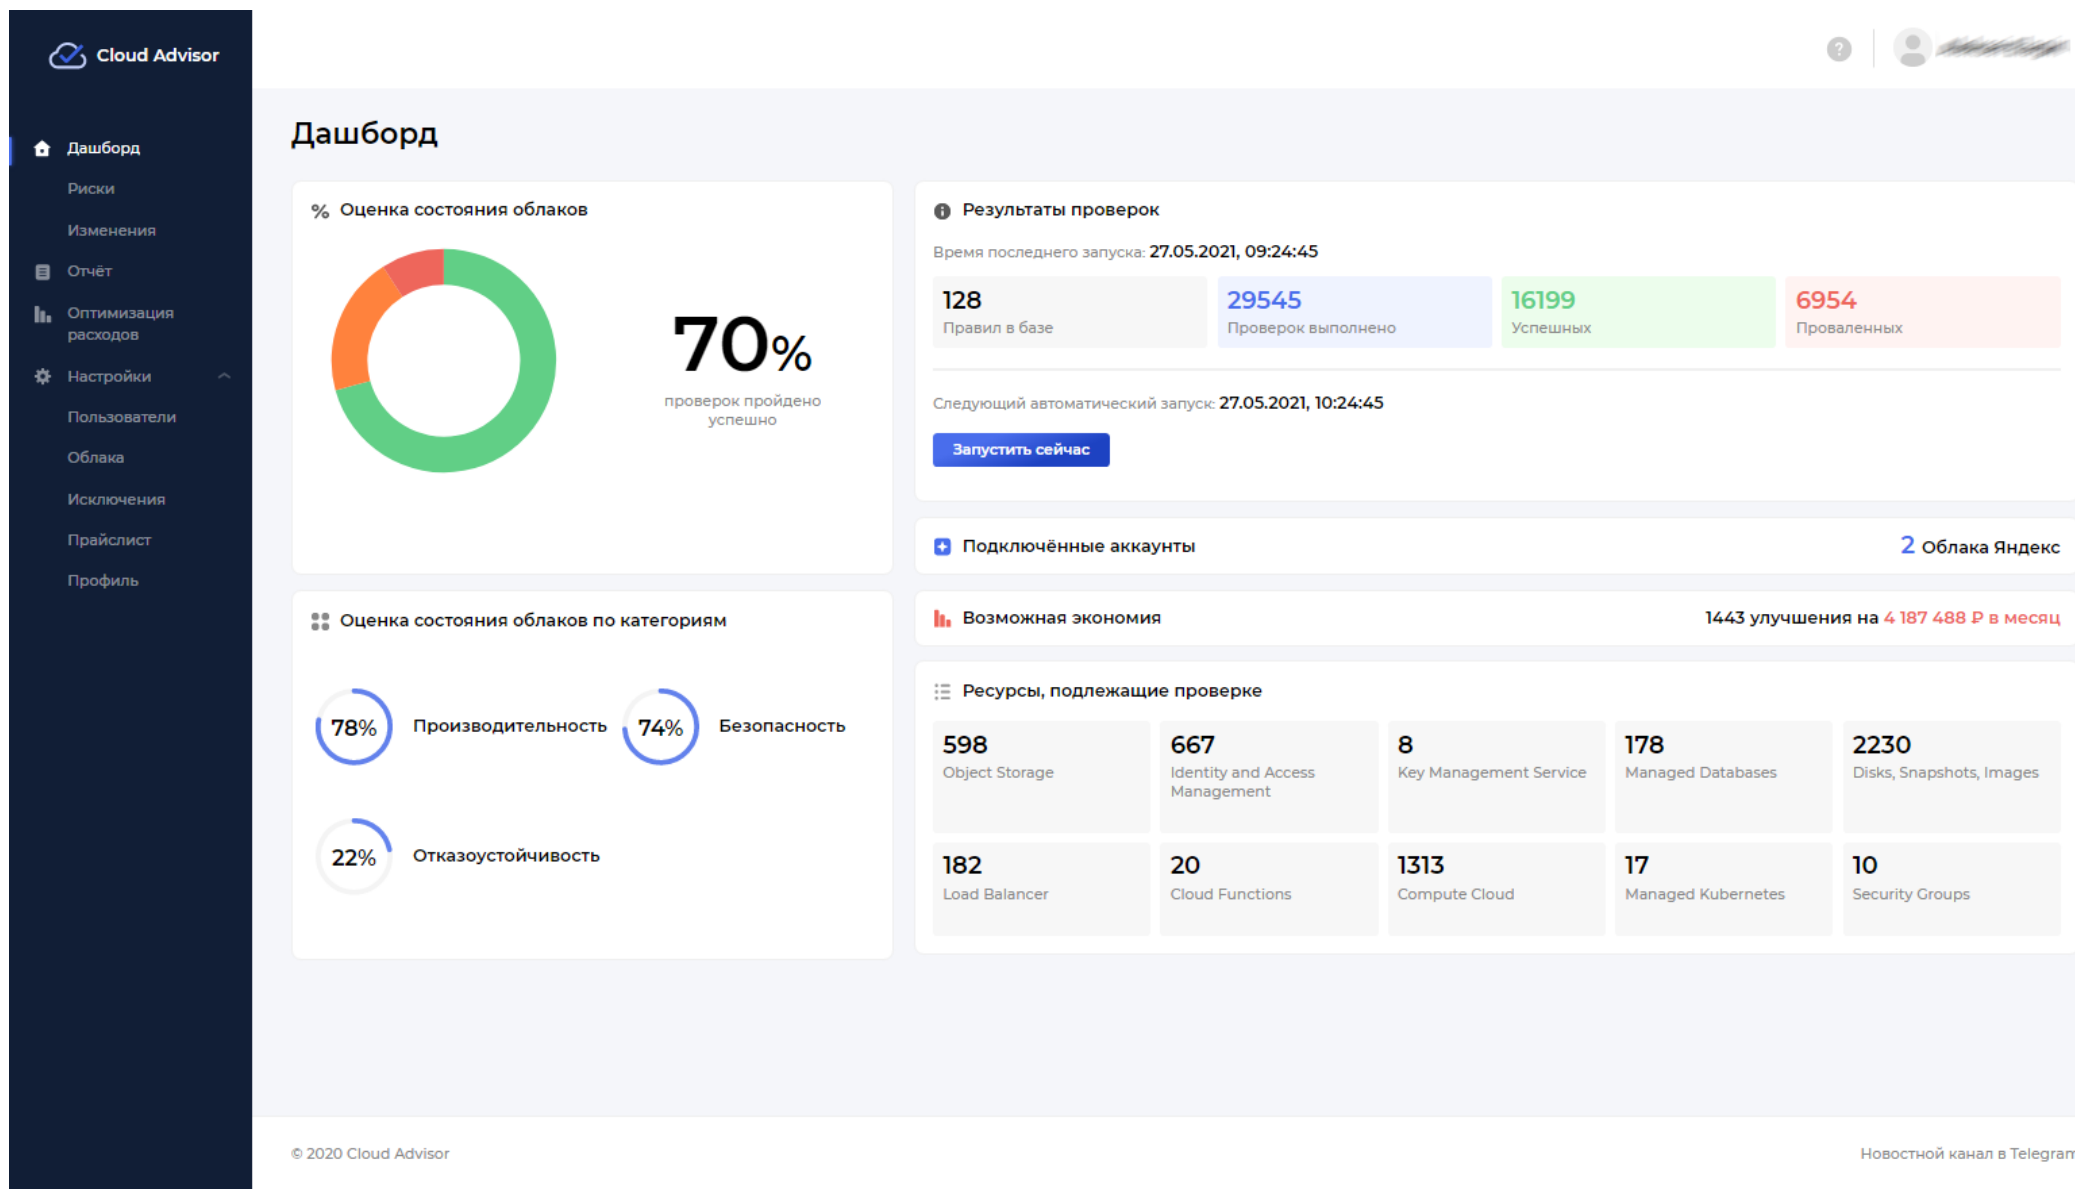 Cloud Advisor
Дашборд
Риски
Изменения
Отчёт
Оптимизация
расходов
Настройки
Пользователи
Облака
Исключения
Прайслист
Профиль
?
Дашборд
% Оценка состояния облаков
70%
проверок пройдено
успешно
Результаты проверок
Время последнего запуска: 27.05.2021, 09:24:45
128
Правил в базе
29545
Проверок выполнено
16199
Успешных
6954
Проваленных
Следующий автоматический запуск: 27.05.2021, 10:24:45
Запустить сейчас
Подключённые аккаунты
2 Облака Яндекс
Оценка состояния облаков по категориям
78% Производительность
74% Безопасность
22% Отказоустойчивость
Возможная экономия
1443 улучшения на 4 187 488 ₽ в месяц
Ресурсы, подлежащие проверке
598
Object Storage
667
Identity and Access
Management
8
Key Management Service
178
Managed Databases
2230
Disks, Snapshots, Images
182
Load Balancer
20
Cloud Functions
1313
Compute Cloud
17
Managed Kubernetes
10
Security Groups
© 2020 Cloud Advisor
Новостной канал в Telegram